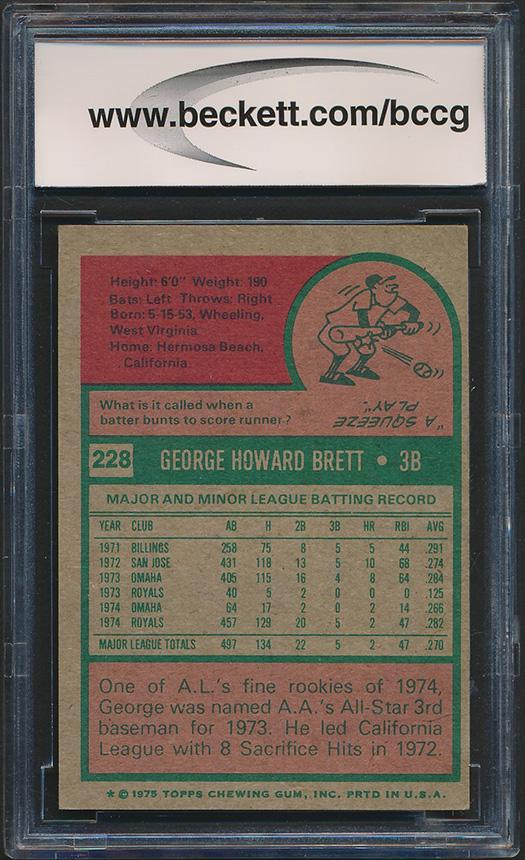 www.beckett.com/bccg
Height: 6'0" Weight: 190
Bats: Left Throws: Right
Born: 5-15-53, Wheeling,
West Virginia
Home: Hermosa Beach,
California
What is it called when a
batter bunts to score runner?
"A SQUEEZE
PLAY".
228 GEORGE HOWARD BRETT • 3B
MAJOR AND MINOR LEAGUE BATTING RECORD
YEAR CLUB AB H 2B 3B HR RBI AVG
1971 BILLINGS 258 75 8 5 5 44 .291
1972 SAN JOSE 431 118 13 5 10 68 .274
1973 OMAHA 405 115 16 4 8 64 .284
1973 ROYALS 40 5 2 0 0 0 .125
1974 OMAHA 64 17 2 0 2 14 .266
1974 ROYALS 457 129 20 5 2 47 .282
MAJOR LEAGUE TOTALS 497 134 22 5 2 47 .270
One of A.L.'s fine rookies of 1974,
George was named A.A.'s All-Star 3rd
baseman for 1973. He led California
League with 8 Sacrifice Hits in 1972.
* © 1975 TOPPS CHEWING GUM, INC. PRTD IN U.S.A.